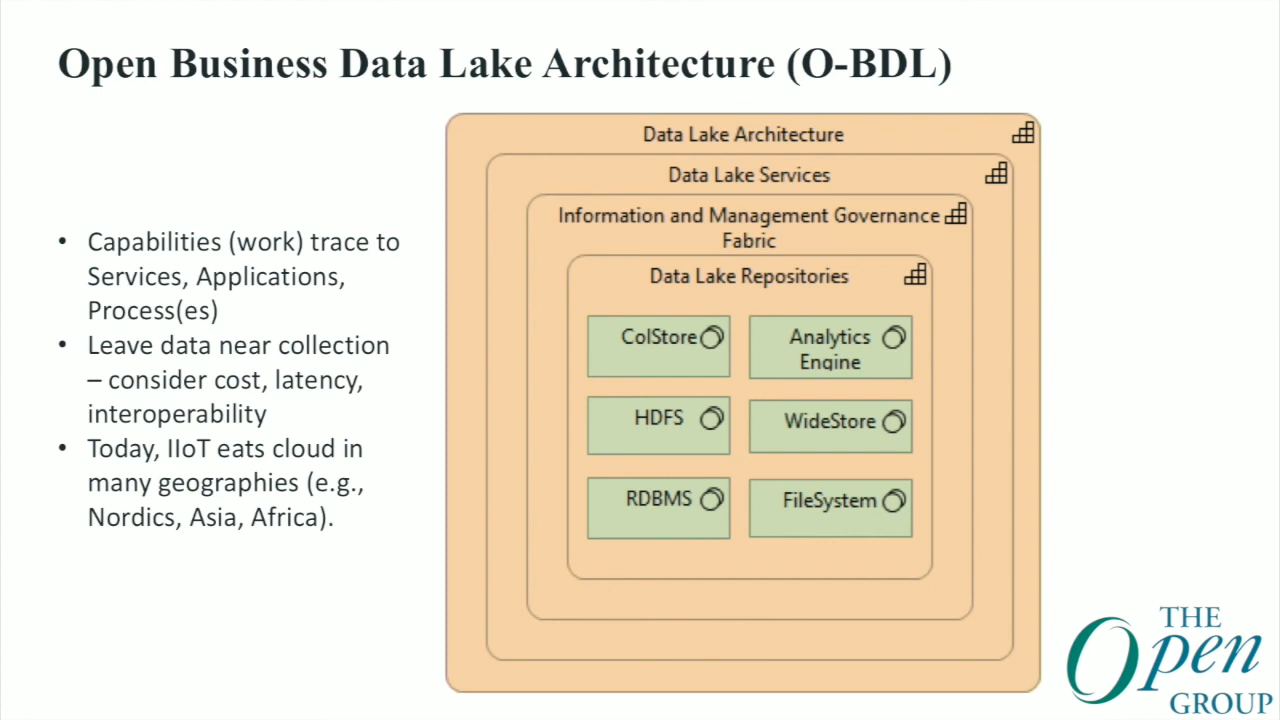 Open Business Data Lake Architecture (O-BDL)
• Capabilities (work) trace to
Services, Applications,
Process(es)
• Leave data near collection
– consider cost, latency,
interoperability
• Today, IIoT eats cloud in
many geographies (e.g.,
Nordics, Asia, Africa).
Data Lake Architecture
Data Lake Services
Information and Management Governance
Fabric
Data Lake Repositories
ColStore
Analytics
Engine
HDFS
WideStore
RDBMS
FileSystem
THE
Open
GROUP